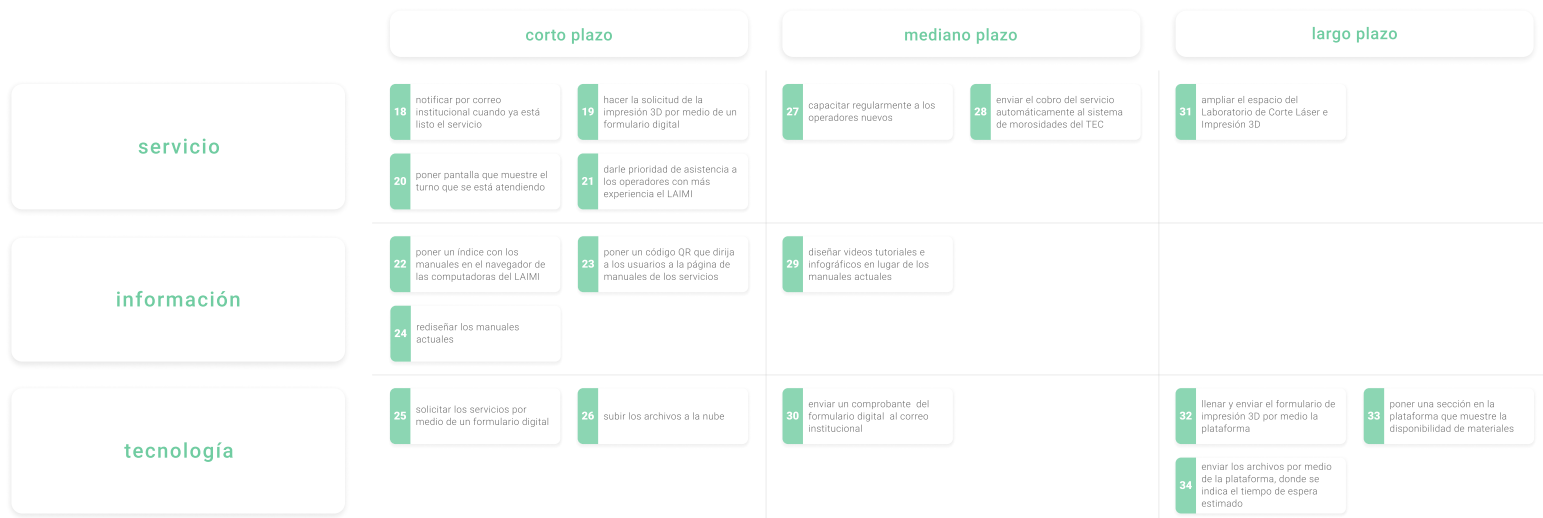 corto plazo
mediano plazo
largo plazo
servicio
18
notificar por correo
institucional cuando ya está
listo el servicio
19
hacer la solicitud de la
impresión 3D por medio de un
formulario digital
20
poner pantalla que muestre el
turno que se está atendiendo
21
darle prioridad de asistencia a
los operadores con más
experiencia el LAIMI
27
capacitar regularmente a los
operadores nuevos
28
enviar el cobro del servicio
automáticamente al sistema
de morosidades del TEC
31
ampliar el espacio del
Laboratorio de Corte Láser e
Impresión 3D
información
22
poner un índice con los
manuales en el navegador de
las computadoras del LAIMI
23
poner un código QR que dirija
a los usuarios a la página de
manuales de los servicios
24
rediseñar los manuales
actuales
29
diseñar videos tutoriales e
infográficos en lugar de los
manuales actuales
tecnología
25
solicitar los servicios por
medio de un formulario digital
26
subir los archivos a la nube
30
enviar un comprobante del
formulario digital al correo
institucional
32
llenar y enviar el formulario de
impresión 3D por medio la
plataforma
33
poner una sección en la
plataforma que muestre la
disponibilidad de materiales
34
enviar los archivos por medio
de la plataforma, donde se
indica el tiempo de espera
estimado